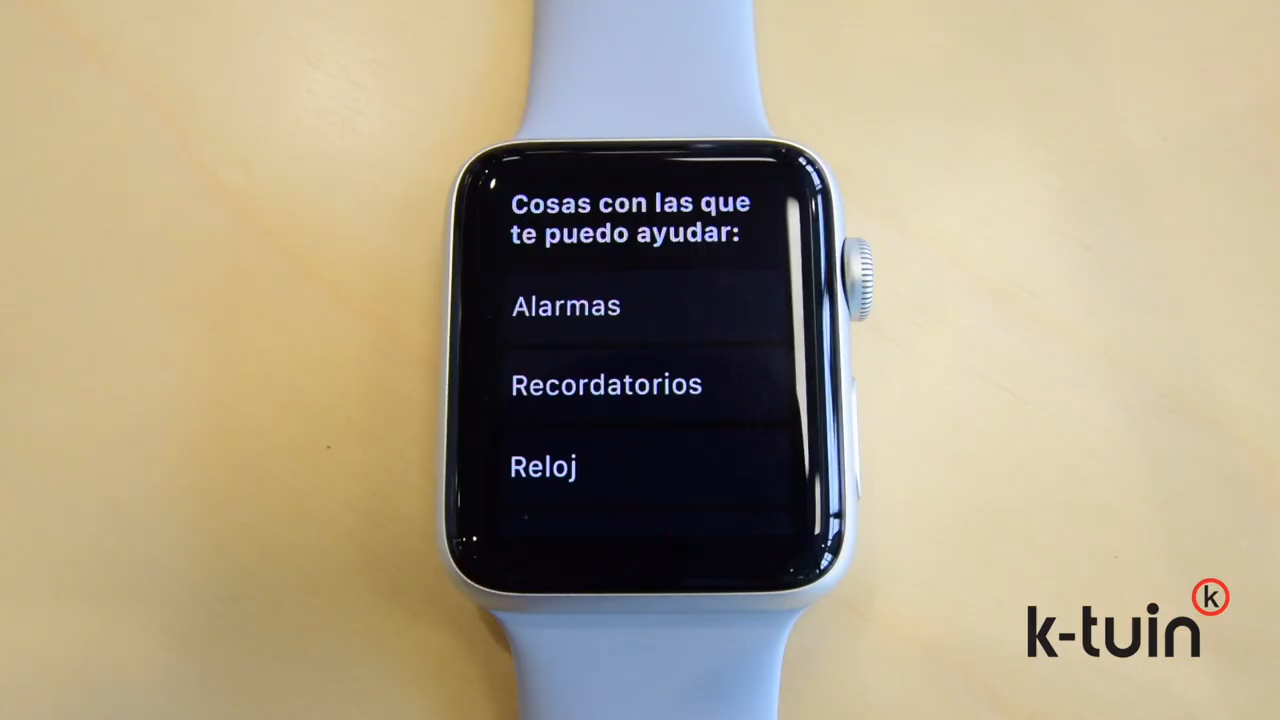 Cosas con las que
te puedo ayudar:
Alarmas
Recordatorios
Reloj
k-tuin
k